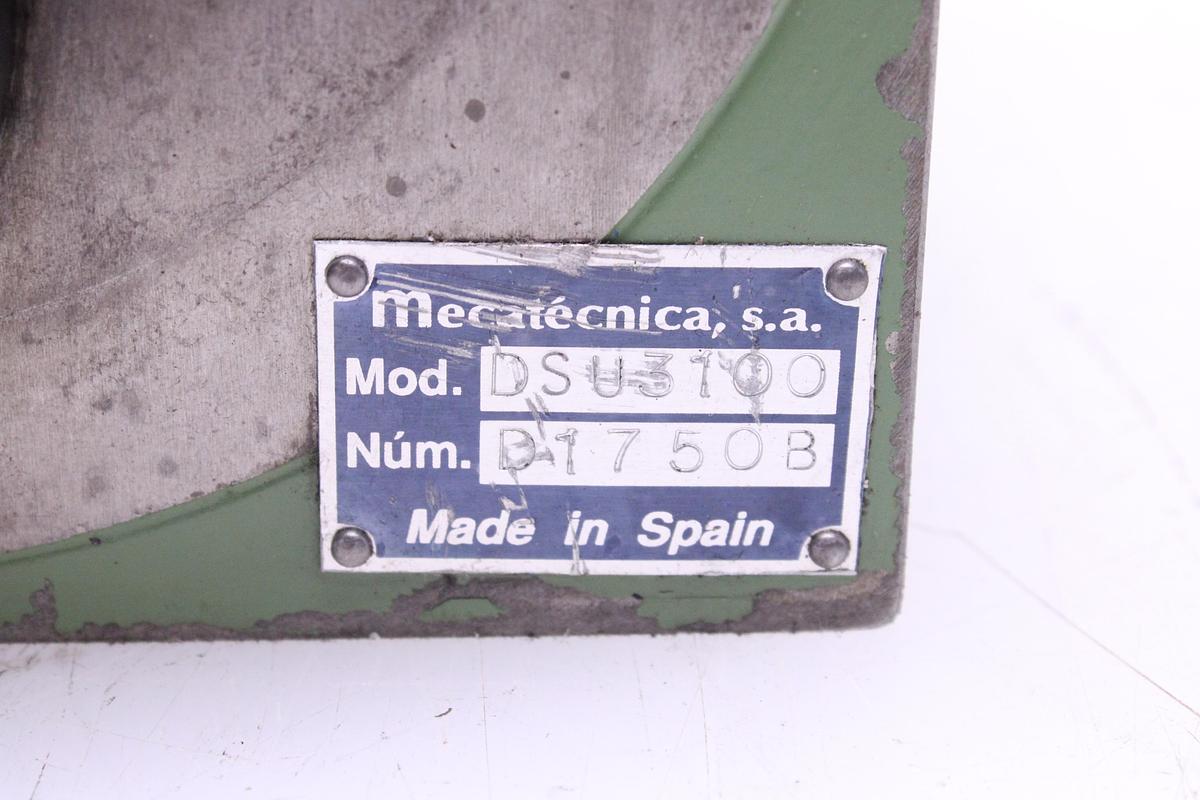 Mecatécnica, s.a.
Mod. DSU3100
Núm. D1750B
Made in Spain